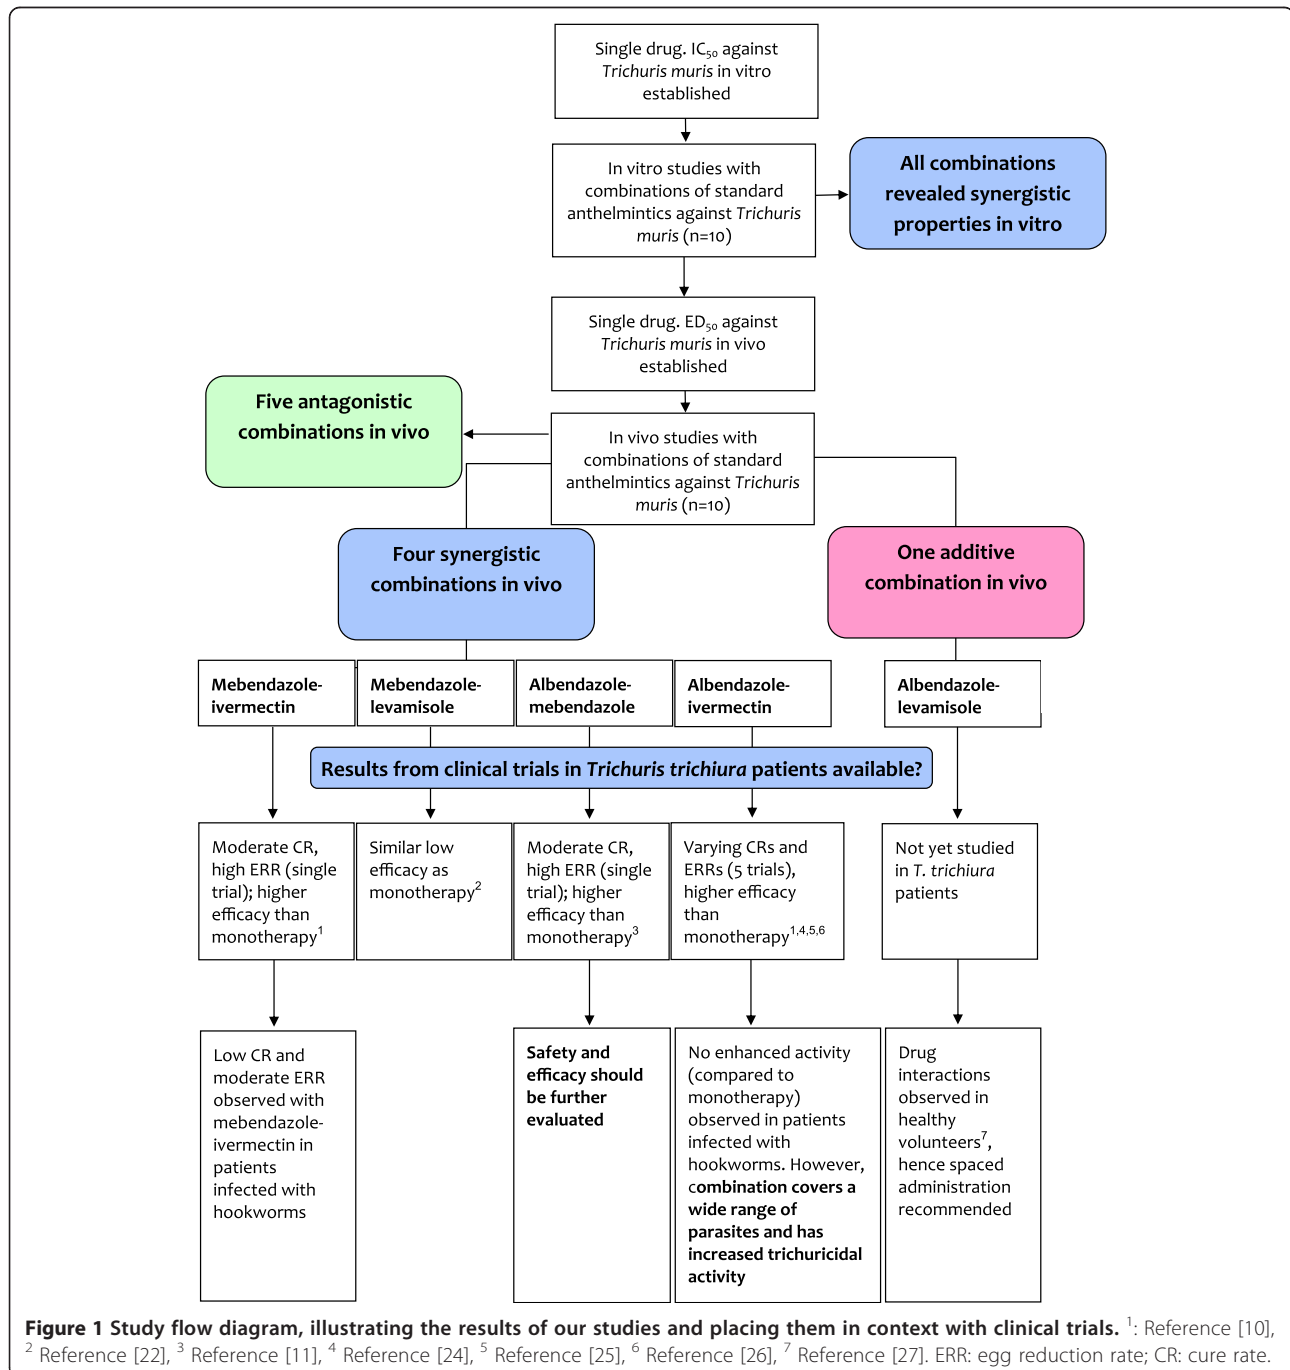 Single drug. IC₅₀ against
Trichuris muris in vitro
established
In vitro studies with
combinations of standard
anthelmintics against Trichuris
muris (n=10)
All combinations
revealed synergistic
properties in vitro
Single drug. ED₅₀ against
Trichuris muris in vivo
established
Five antagonistic
combinations in vivo
In vivo studies with
combinations of standard
anthelmintics against Trichuris
muris (n=10)
Four synergistic
combinations in vivo
One additive
combination in vivo
Mebendazole-
ivermectin
Mebendazole-
levamisole
Albendazole-
mebendazole
Albendazole-
ivermectin
Albendazole-
levamisole
Results from clinical trials in Trichuris trichiura patients available?
Moderate CR,
high ERR (single
trial); higher
efficacy than
monotherapy¹
Similar low
efficacy as
monotherapy²
Moderate CR,
high ERR (single
trial); higher
efficacy than
monotherapy³
Varying CRs and
ERRs (5 trials),
higher efficacy
than
monotherapy¹,⁴,⁵,⁶
Not yet studied
in T. trichiura
patients
Low CR and
moderate ERR
observed with
mebendazole-
ivermectin in
patients
infected with
hookworms
Safety and
efficacy should
be further
evaluated
No enhanced activity
(compared to
monotherapy)
observed in patients
infected with
hookworms. However,
combination covers a
wide range of
parasites and has
increased trichuricidal
activity
Drug
interactions
observed in
healthy
volunteers⁷,
hence spaced
administration
recommended
Figure 1 Study flow diagram, illustrating the results of our studies and placing them in context with clinical trials. ¹: Reference [10],
² Reference [22], ³ Reference [11], ⁴ Reference [24], ⁵ Reference [25], ⁶ Reference [26], ⁷ Reference [27]. ERR: egg reduction rate; CR: cure rate.